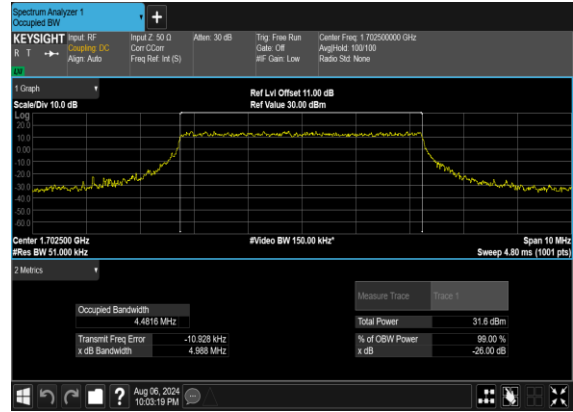 Spectrum Analyzer 1
Occupied BW
+
KEYSIGHT Input: RF Input Z: 50 Ω Atten: 30 dB Trig: Free Run Center Freq: 1.702500000 GHz
R T Coupling: DC Corr CCorr Gate: Off Avg|Hold: 100/100
Align: Auto Freq Ref: Int (S) #IF Gain: Low Radio Std: None
LXI
1 Graph Ref Lvl Offset 11.00 dB
Scale/Div 10.0 dB Ref Value 30.00 dBm
Log
20.0
10.0
0.00
-10.0
-20.0
-30.0
-40.0
-50.0
-60.0
Center 1.702500 GHz #Video BW 150.00 kHz* Span 10 MHz
#Res BW 51.000 kHz Sweep 4.80 ms (1001 pts)
2 Metrics
Measure Trace Trace 1
Occupied Bandwidth
4.4816 MHz Total Power 31.6 dBm
Transmit Freq Error -10.928 kHz % of OBW Power 99.00 %
x dB Bandwidth 4.988 MHz x dB -26.00 dB
? Aug 06, 2024
10:03:19 PM